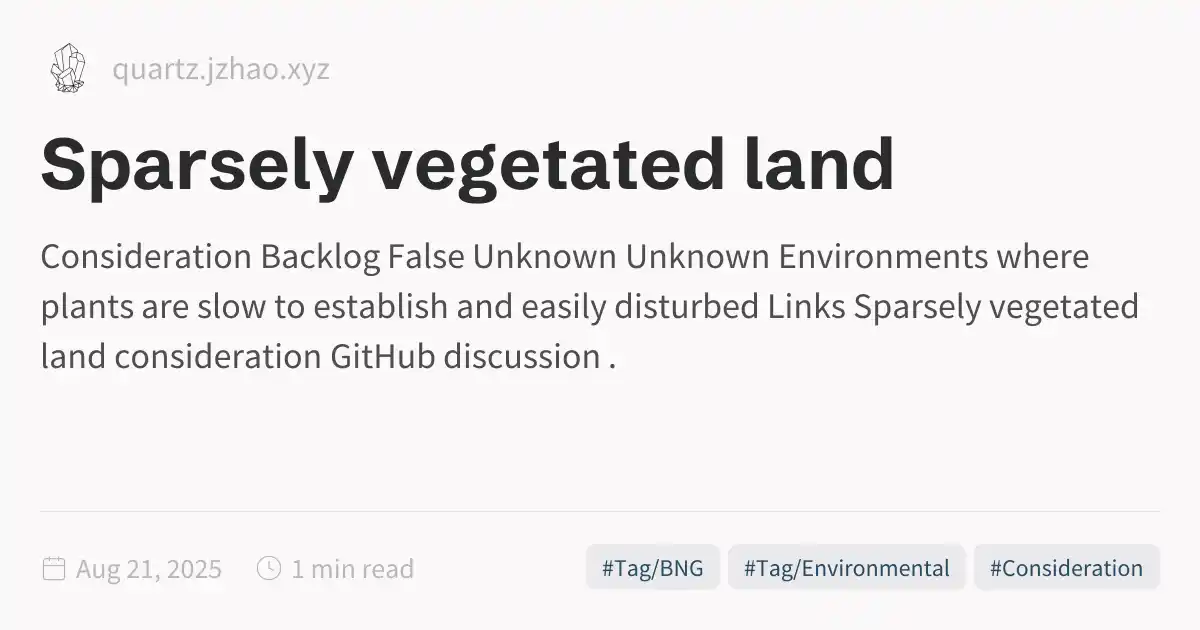 quartz.jzhao.xyz
Sparsely vegetated land
Consideration Backlog False Unknown Unknown Environments where
plants are slow to establish and easily disturbed Links Sparsely vegetated
land consideration GitHub discussion .
Aug 21, 2025 1 min read #Tag/BNG #Tag/Environmental #Consideration